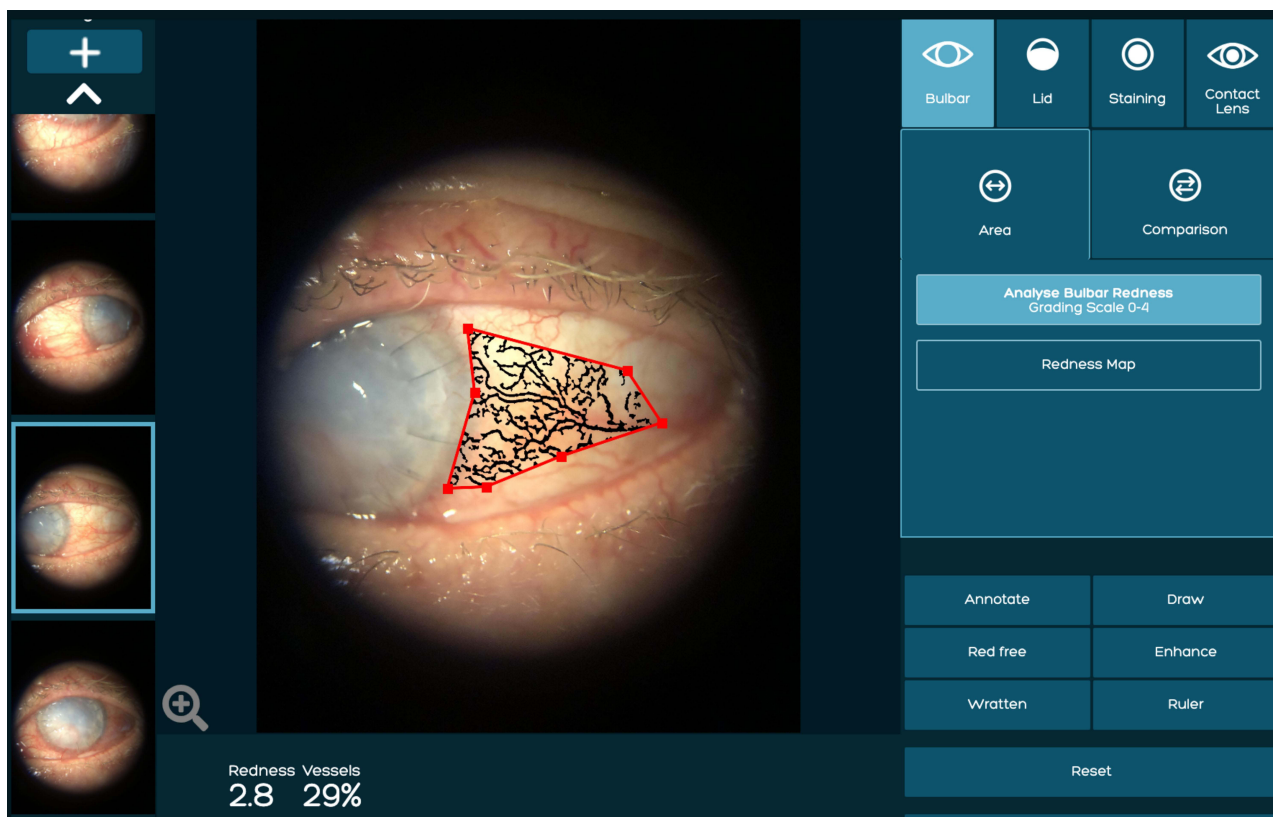 Bulbar
Lid
Staining
Contact
Lens
Area
Comparison
Analyse Bulbar Redness
Grading Scale 0-4
Redness Map
Annotate
Draw
Red free
Enhance
Wratten
Ruler
Reset
Redness Vessels
2.8 29%